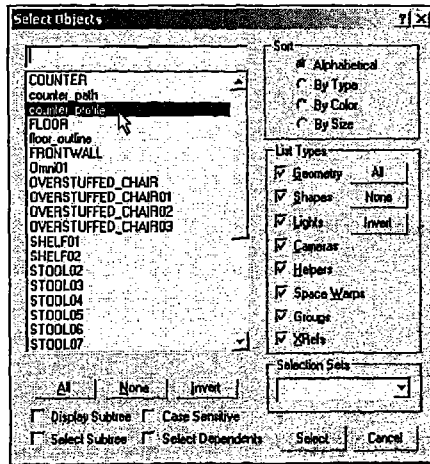 Select Objects
COUNTER
counter_path
counter_profile
FLOOR
floor_outline
FRONTWALL
Omni01
OVERSTUFFED_CHAIR
OVERSTUFFED_CHAIR01
OVERSTUFFED_CHAIR02
OVERSTUFFED_CHAIR03
SHELF01
SHELF02
STOOL02
STOOL03
STOOL04
STOOL05
STOOL06
STOOL07
All None Invert
Display Subtree Case Sensitive
Select Subtree Select Dependents
Sort
Alphabetical
By Type
By Color
By Size
List Types
Geometry All
Shapes None
Lights Invert
Cameras
Helpers
Space Warps
Groups
XRefs
Selection Sets
Select Cancel